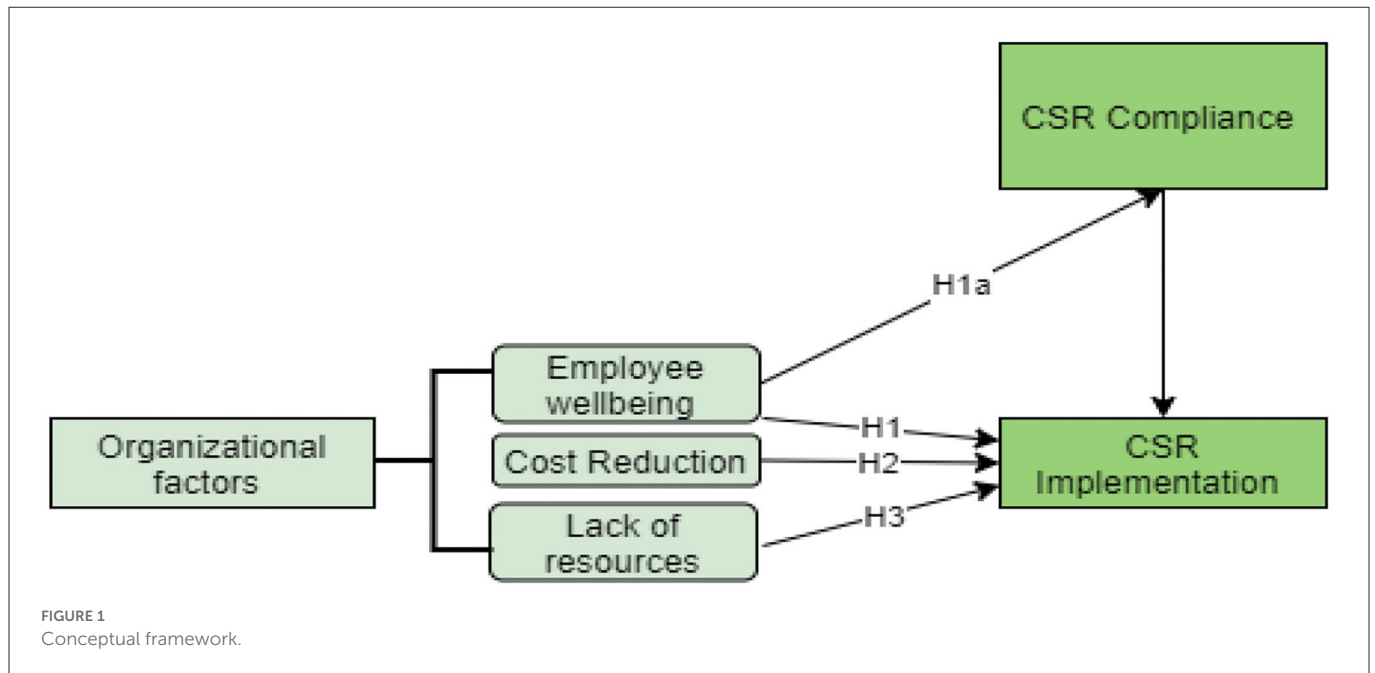 CSR Compliance
H1a
Employee
wellbeing
H1
Organizational
factors
Cost Reduction
H2
CSR
Implementation
Lack of
resources
H3
FIGURE 1
Conceptual framework.